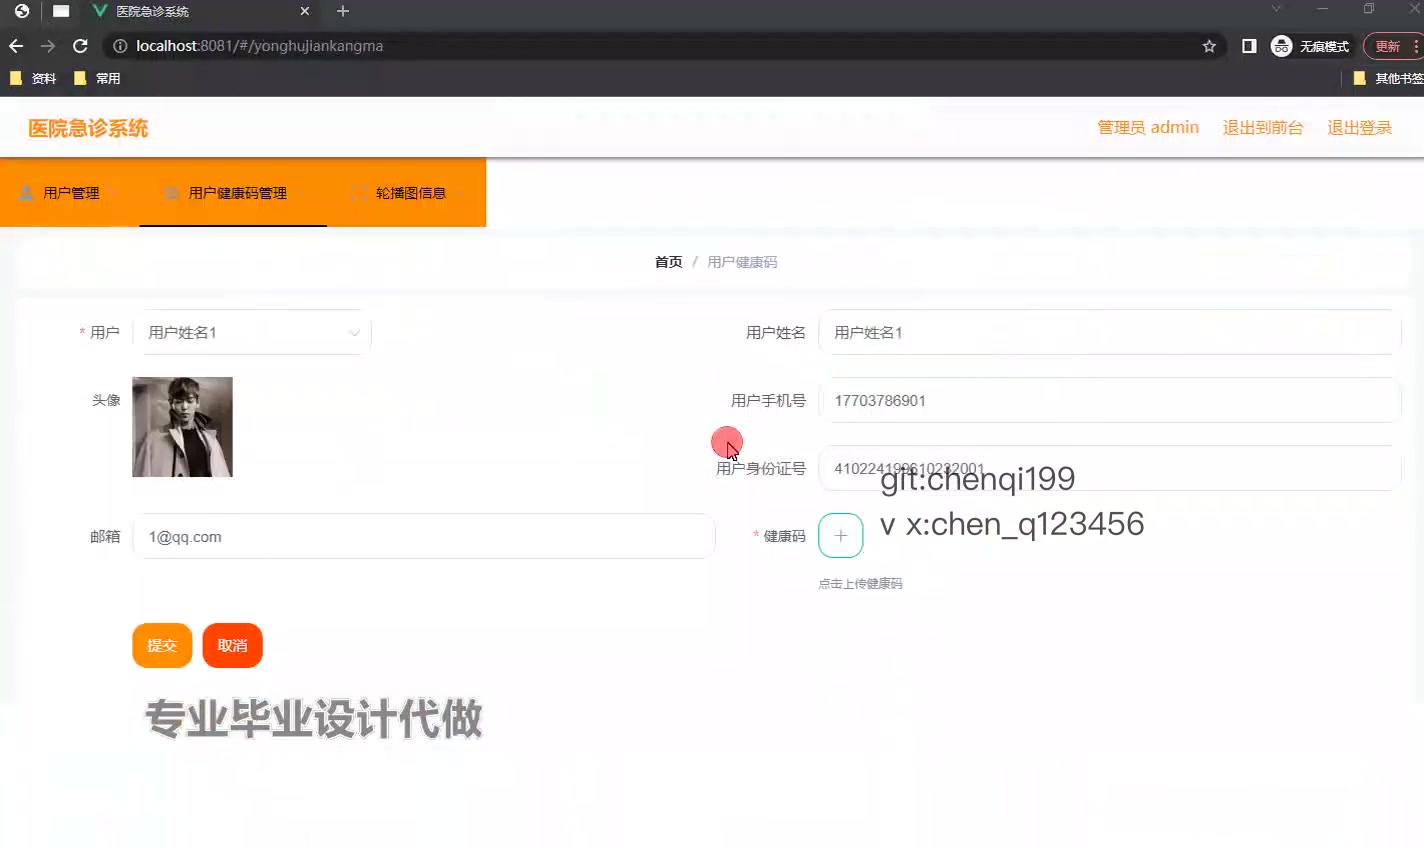 医院急诊系统
localhost:8081/#/yonghujiankangma
无痕模式
更新
资料
常用
其他书签
医院急诊系统
管理员 admin
退出到前台
退出登录
用户管理
用户健康码管理
轮播图信息
首页 / 用户健康码
* 用户
用户姓名1
用户姓名
用户姓名1
头像
用户手机号
17703786901
用户身份证号
410224199610232001
git:chenqi199
邮箱
1@qq.com
* 健康码
v x:chen_q123456
点击上传健康码
提交
取消
专业毕业设计代做